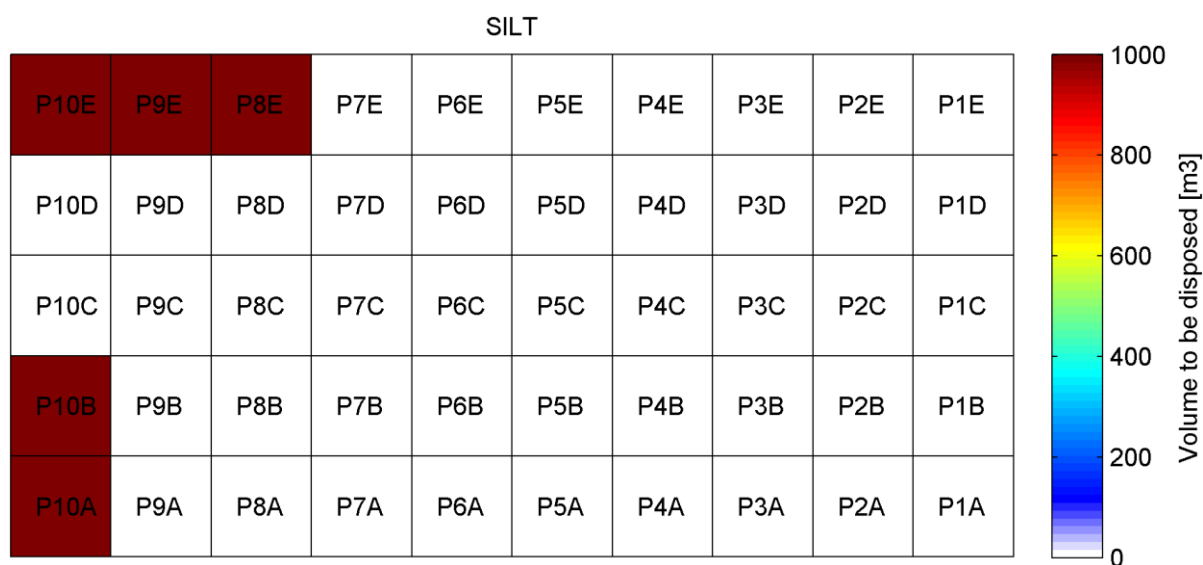 SILT
P10E P9E P8E P7E P6E P5E P4E P3E P2E P1E
P10D P9D P8D P7D P6D P5D P4D P3D P2D P1D
P10C P9C P8C P7C P6C P5C P4C P3C P2C P1C
P10B P9B P8B P7B P6B P5B P4B P3B P2B P1B
P10A P9A P8A P7A P6A P5A P4A P3A P2A P1A
1000
800
600
400
200
0
Volume to be disposed [m3]